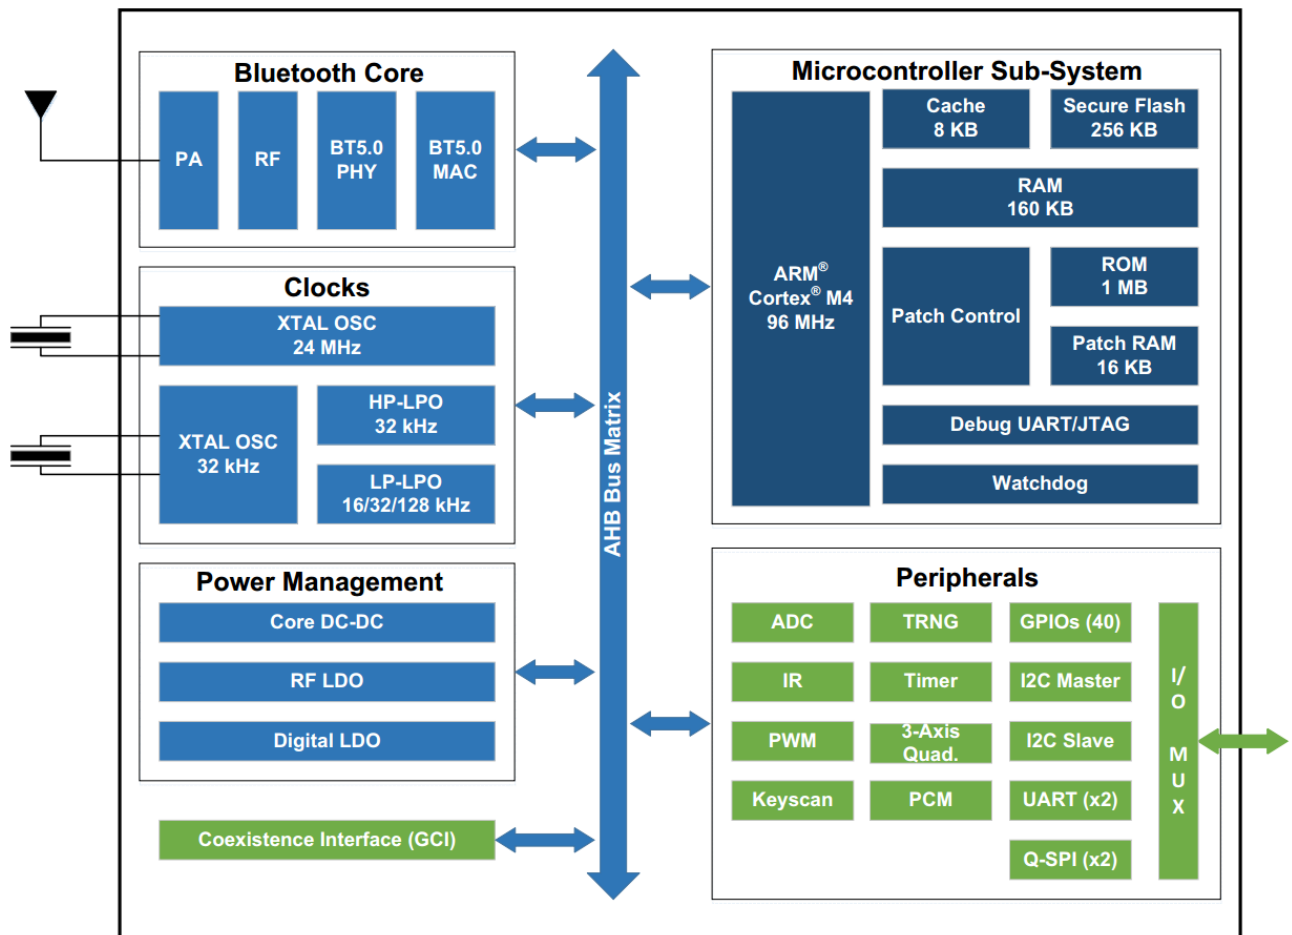 Bluetooth Core
PA
RF
BT5.0
PHY
BT5.0
MAC
Clocks
XTAL OSC
24 MHz
XTAL OSC
32 kHz
HP-LPO
32 kHz
LP-LPO
16/32/128 kHz
Power Management
Core DC-DC
RF LDO
Digital LDO
Coexistence Interface (GCI)
AHB Bus Matrix
Microcontroller Sub-System
ARM®
Cortex® M4
96 MHz
Cache
8 KB
Secure Flash
256 KB
RAM
160 KB
Patch Control
ROM
1 MB
Patch RAM
16 KB
Debug UART/JTAG
Watchdog
Peripherals
ADC
TRNG
GPIOs (40)
IR
Timer
I2C Master
PWM
3-Axis
Quad.
I2C Slave
Keyscan
PCM
UART (x2)
Q-SPI (x2)
I/O MUX